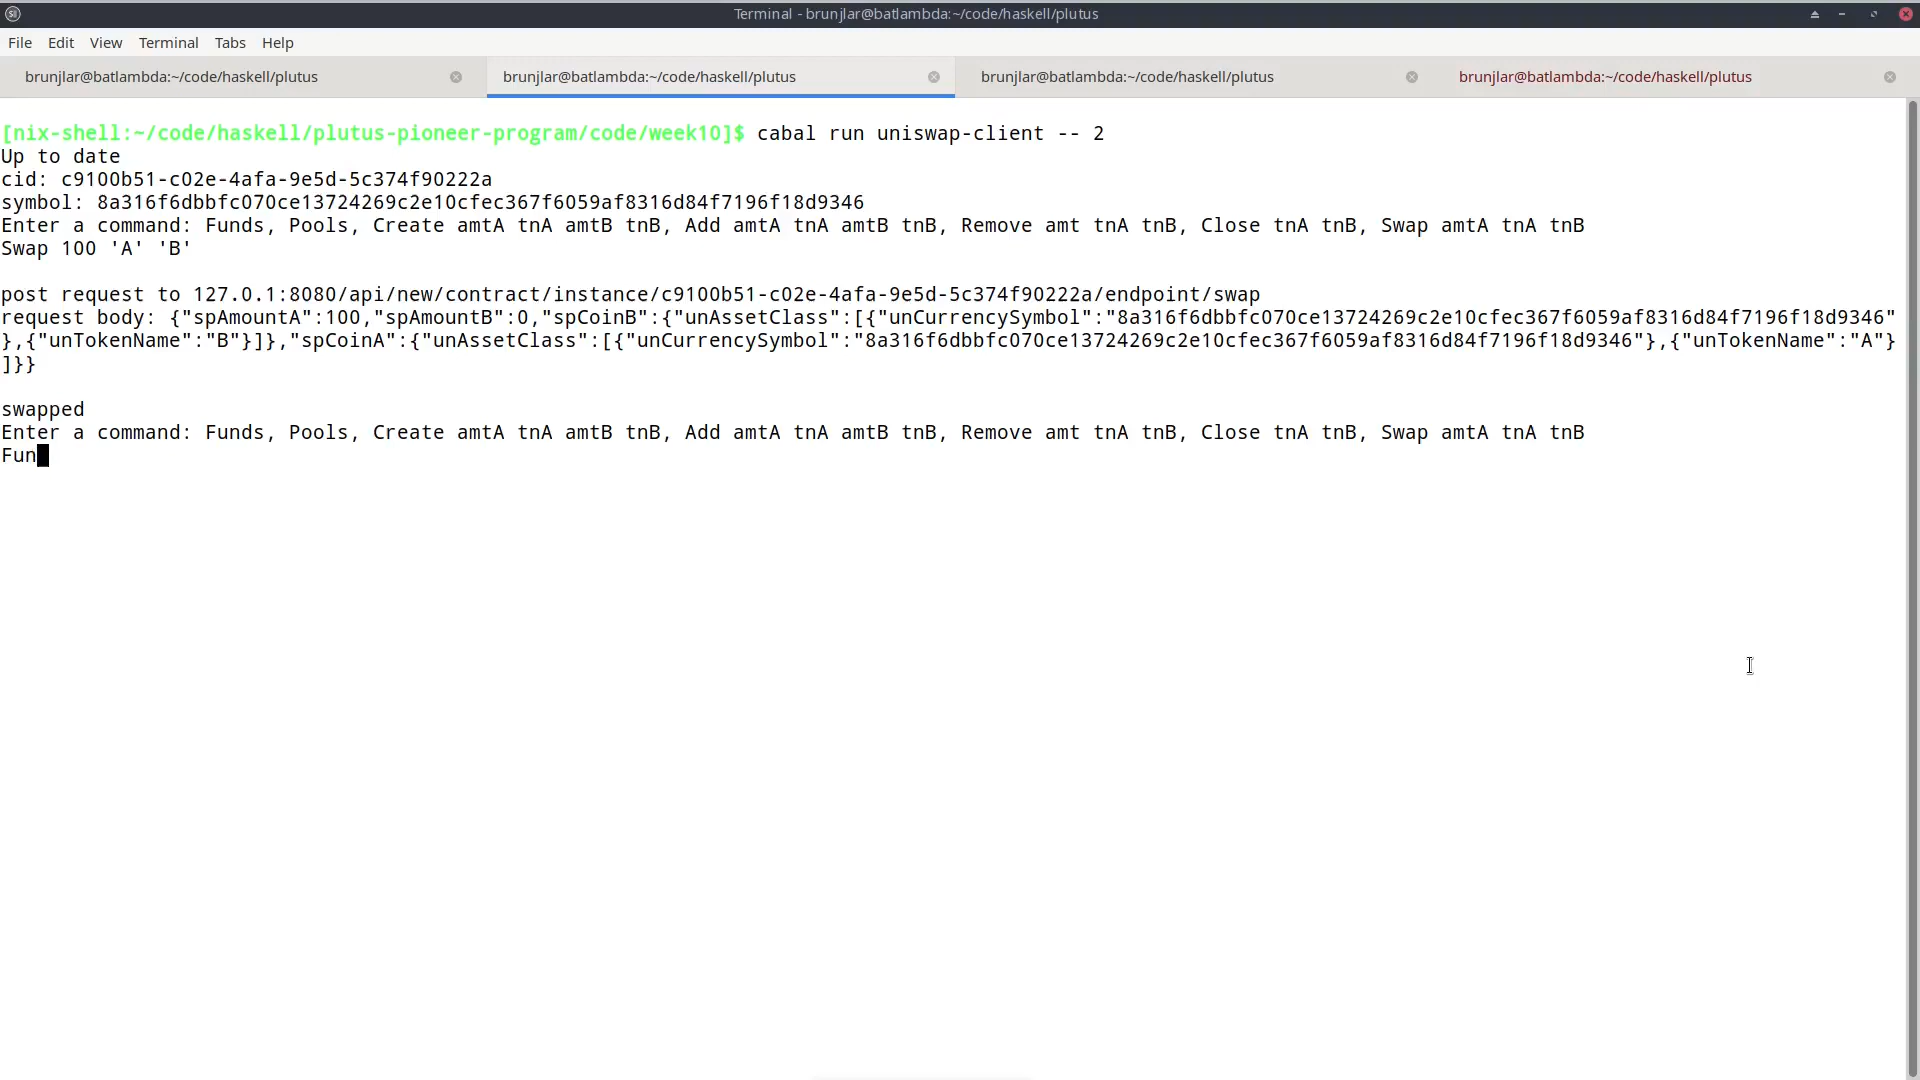 Terminal - brunjlar@batlambda:~/code/haskell/plutus
File Edit View Terminal Tabs Help
brunjlar@batlambda:~/code/haskell/plutus brunjlar@batlambda:~/code/haskell/plutus brunjlar@batlambda:~/code/haskell/plutus brunjlar@batlambda:~/code/haskell/plutus
[nix-shell:~/code/haskell/plutus-pioneer-program/code/week10]$ cabal run uniswap-client -- 2
Up to date
cid: c9100b51-c02e-4afa-9e5d-5c374f90222a
symbol: 8a316f6dbbfc070ce13724269c2e10cfec367f6059af8316d84f7196f18d9346
Enter a command: Funds, Pools, Create amtA tnA amtB tnB, Add amtA tnA amtB tnB, Remove amt tnA tnB, Close tnA tnB, Swap amtA tnA tnB
Swap 100 'A' 'B'
post request to 127.0.1:8080/api/new/contract/instance/c9100b51-c02e-4afa-9e5d-5c374f90222a/endpoint/swap
request body: {"spAmountA":100,"spAmountB":0,"spCoinB":{"unAssetClass":[{"unCurrencySymbol":"8a316f6dbbfc070ce13724269c2e10cfec367f6059af8316d84f7196f18d9346"
},{"unTokenName":"B"}]},"spCoinA":{"unAssetClass":[{"unCurrencySymbol":"8a316f6dbbfc070ce13724269c2e10cfec367f6059af8316d84f7196f18d9346"},{"unTokenName":"A"}
]}}
swapped
Enter a command: Funds, Pools, Create amtA tnA amtB tnB, Add amtA tnA amtB tnB, Remove amt tnA tnB, Close tnA tnB, Swap amtA tnA tnB
Fun